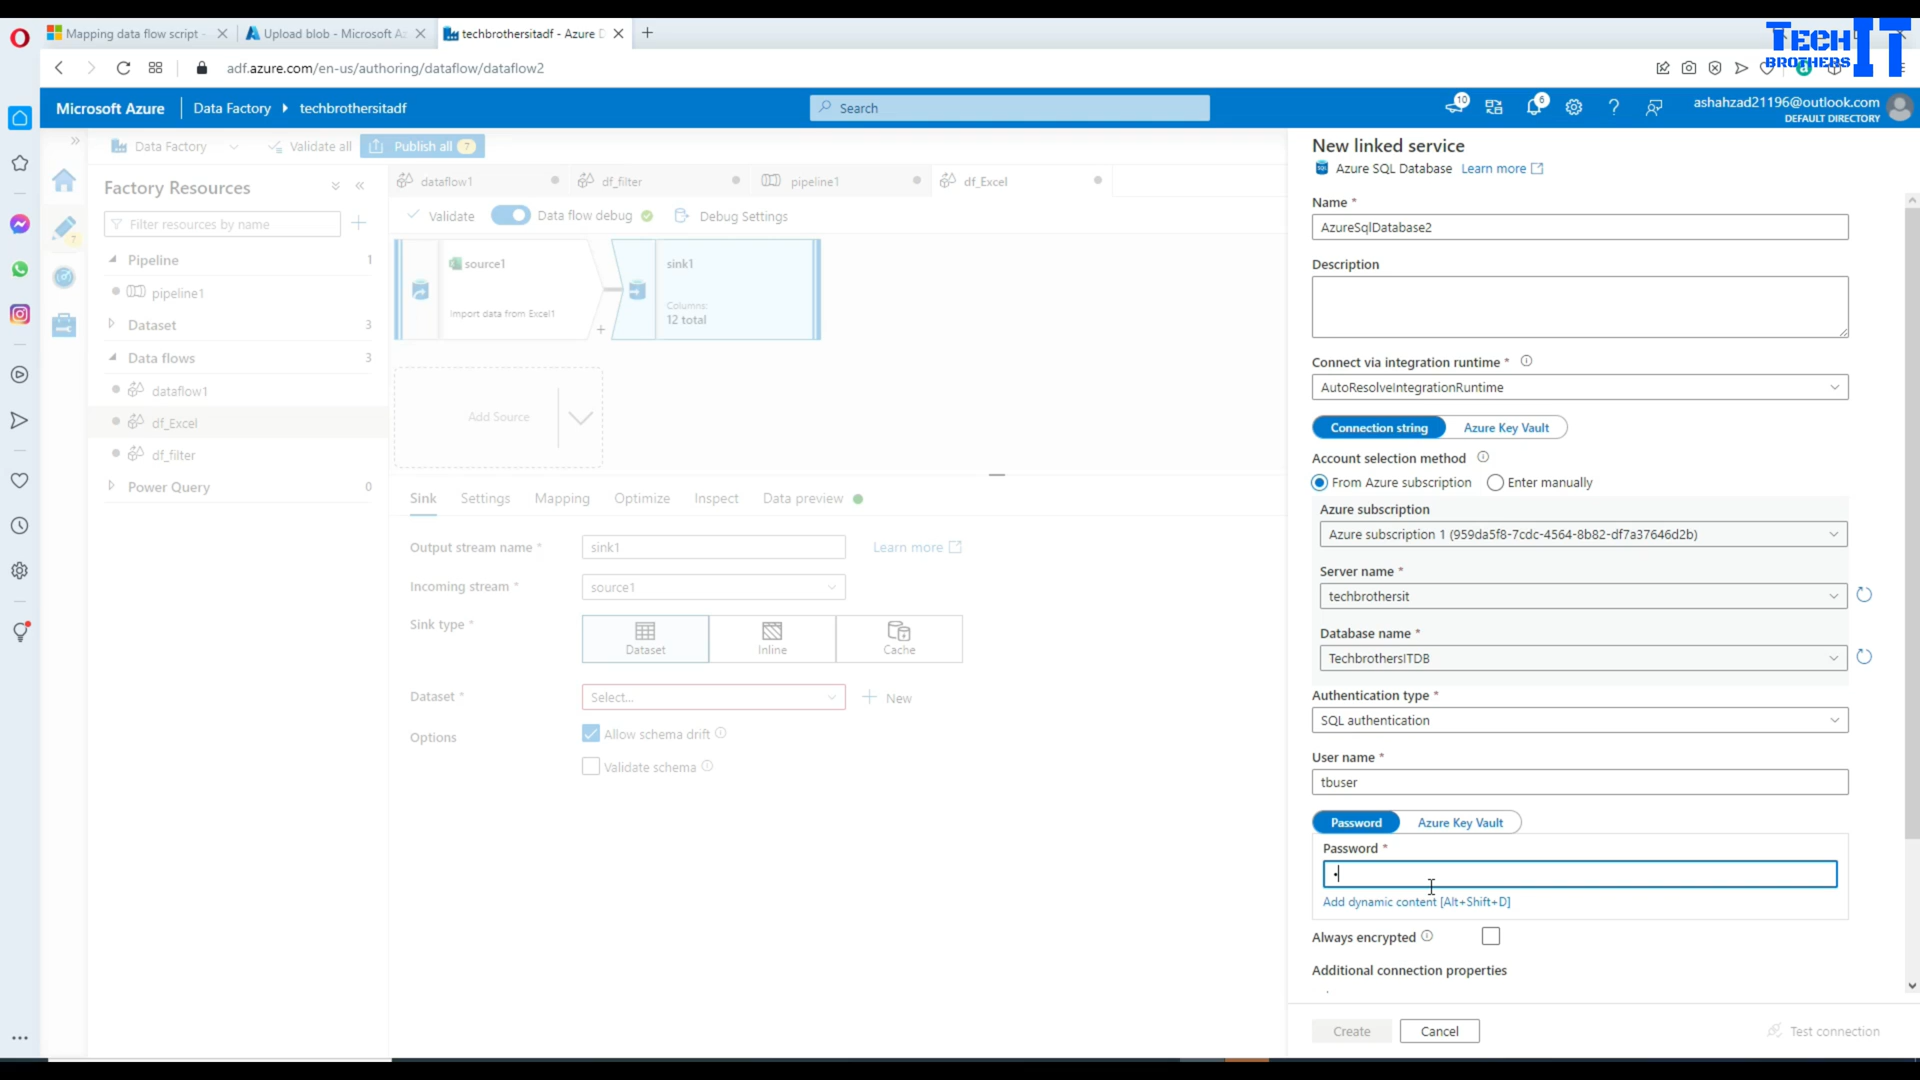 Mapping data flow script -
Upload blob - Microsoft Az
techbrothersitadf - Azure D
TECH IT
BROTHERS
adf.azure.com/en-us/authoring/dataflow/dataflow2
Microsoft Azure
Data Factory
techbrothersitadf
Search
10
6
ashahzad21196@outlook.com
DEFAULT DIRECTORY
Data Factory
Validate all
Publish all 7
Factory Resources
Filter resources by name
Pipeline 1
pipeline1
Dataset 3
Data flows 3
dataflow1
df_Excel
df_filter
Power Query 0
dataflow1
df_filter
pipeline1
df_Excel
Validate
Data flow debug
Debug Settings
source1
Import data from Excel1
sink1
Columns:
12 total
Add Source
Sink
Settings
Mapping
Optimize
Inspect
Data preview
Output stream name *
sink1
Learn more
Incoming stream *
source1
Sink type *
Dataset
Inline
Cache
Dataset *
Select...
New
Options
Allow schema drift
Validate schema
New linked service
Azure SQL Database Learn more
Name *
AzureSqlDatabase2
Description
Connect via integration runtime *
AutoResolveIntegrationRuntime
Connection string
Azure Key Vault
Account selection method
From Azure subscription
Enter manually
Azure subscription
Azure subscription 1 (959da5f8-7cdc-4564-8b82-df7a37646d2b)
Server name *
techbrothersit
Database name *
TechbrothersITDB
Authentication type *
SQL authentication
User name *
tbuser
Password
Azure Key Vault
Password *
Add dynamic content [Alt+Shift+D]
Always encrypted
Additional connection properties
Create
Cancel
Test connection